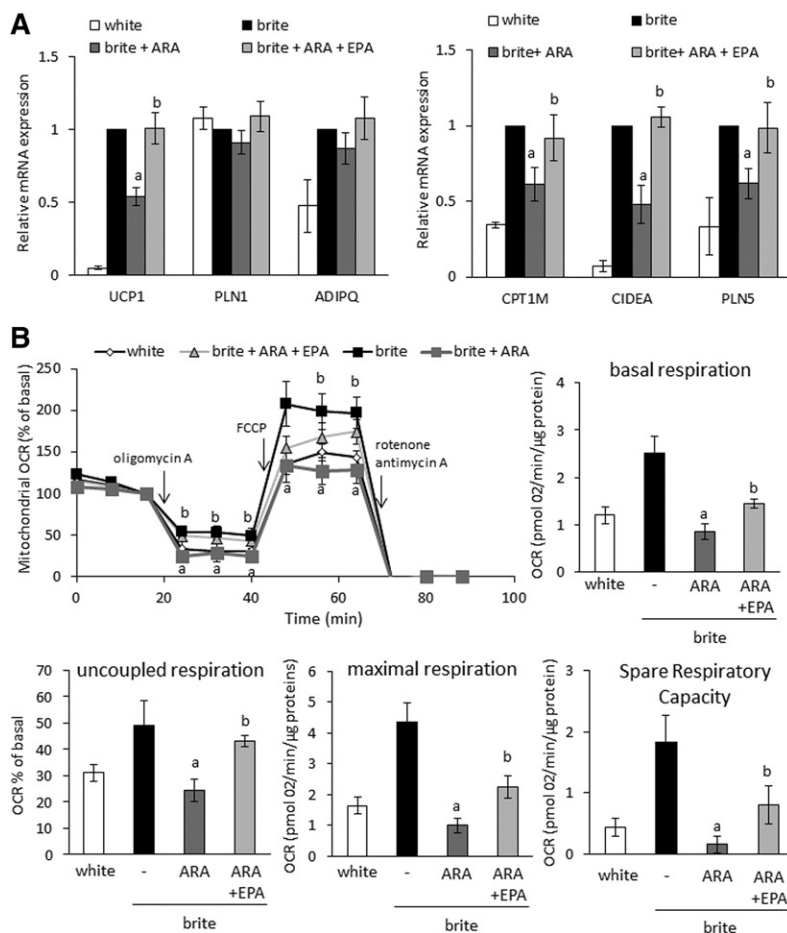 A
white
brite
brite + ARA
brite + ARA + EPA
Relative mRNA expression
1.5
1
0.5
0
b
a
UCP1 PLN1 ADIPQ
white
brite
brite+ ARA
brite+ ARA + EPA
Relative mRNA expression
1.5
1
0.5
0
b b b
a a a
CPT1M CIDEA PLN5
B
white brite + ARA + EPA brite brite + ARA
Mitochondrial OCR (% of basal)
250
200
150
100
50
0
oligomycin A
FCCP
rotenone
antimycin A
b b b
a a a
b b
a a a
0 20 40 60 80 100
Time (min)
basal respiration
OCR (pmol 02/min/µg protein)
4
3
2
1
0
a
b
white - ARA ARA
+EPA
brite
uncoupled respiration
OCR % of basal
70
60
50
40
30
20
10
0
a
b
white - ARA ARA
+EPA
brite
maximal respiration
OCR (pmol 02/min/µg proteins)
6
5
4
3
2
1
0
a
b
white - ARA ARA
+EPA
brite
Spare Respiratory
Capacity
OCR (pmol 02/min/µg protein)
3
2
1
0
a
b
white - ARA ARA
+EPA
brite